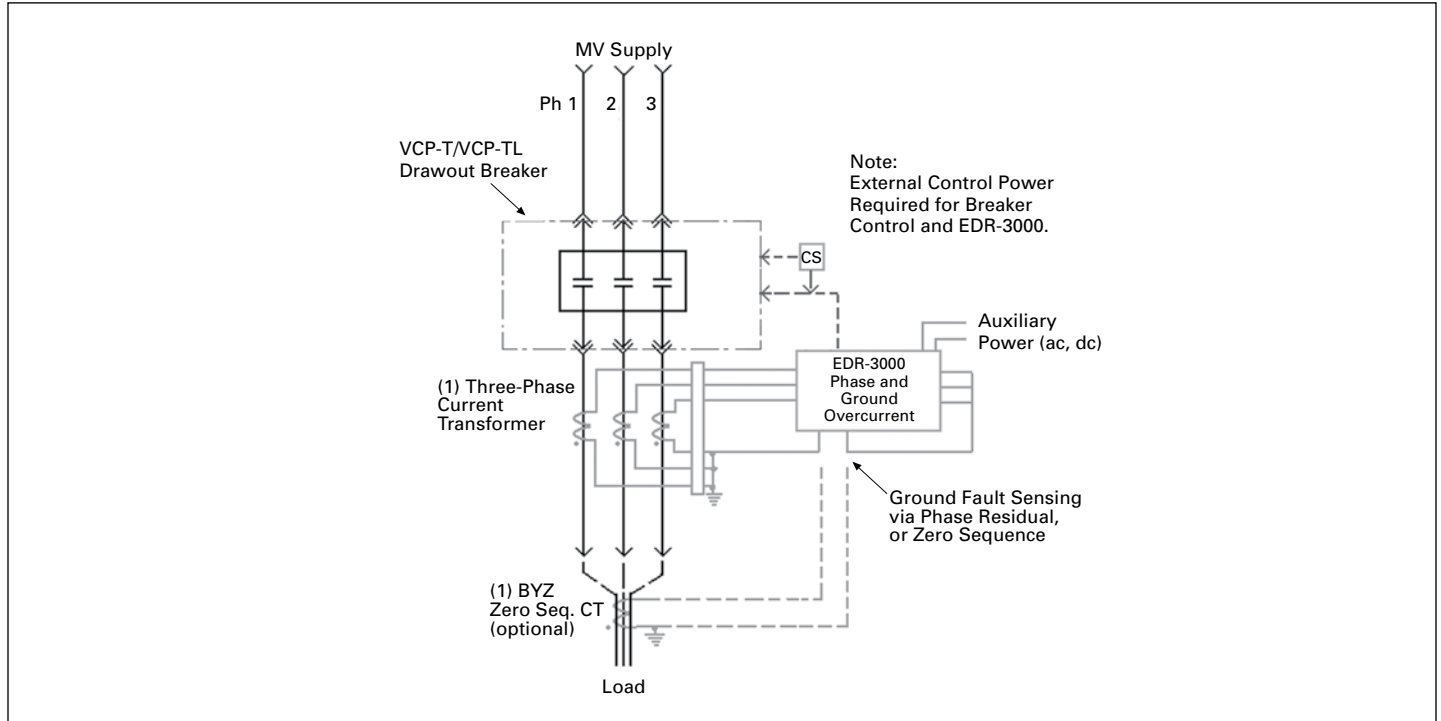 MV Supply
Ph 1 2 3
VCP-T/VCP-TL
Drawout Breaker
Note:
External Control Power
Required for Breaker
Control and EDR-3000.
CS
Auxiliary
Power (ac, dc)
EDR-3000
Phase and
Ground
Overcurrent
(1) Three-Phase
Current
Transformer
Ground Fault Sensing
via Phase Residual,
or Zero Sequence
(1) BYZ
Zero Seq. CT
(optional)
Load